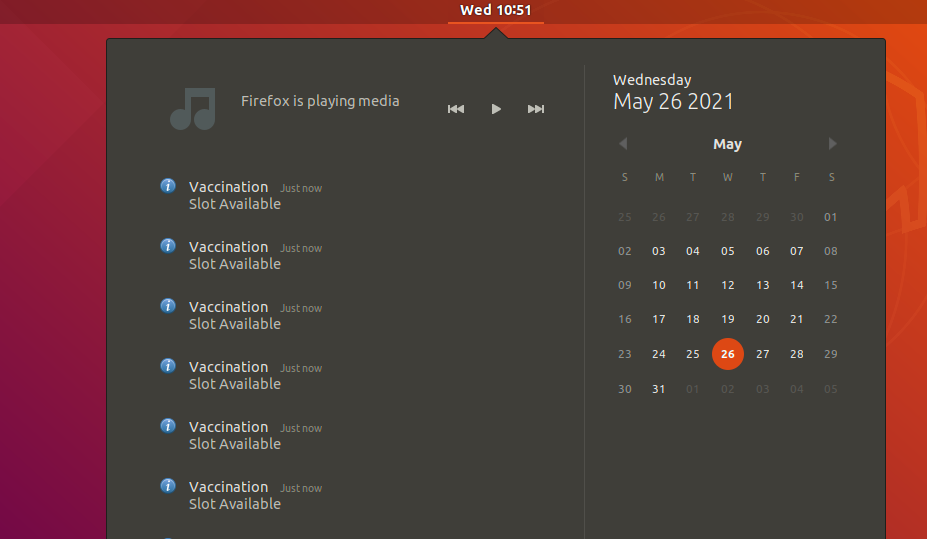 Wed 10:51
Firefox is playing media
Vaccination Just now
Slot Available
Vaccination Just now
Slot Available
Vaccination Just now
Slot Available
Vaccination Just now
Slot Available
Vaccination Just now
Slot Available
Vaccination Just now
Slot Available
Wednesday
May 26 2021
May
S M T W T F S
25 26 27 28 29 30 01
02 03 04 05 06 07 08
09 10 11 12 13 14 15
16 17 18 19 20 21 22
23 24 25 26 27 28 29
30 31 01 02 03 04 05